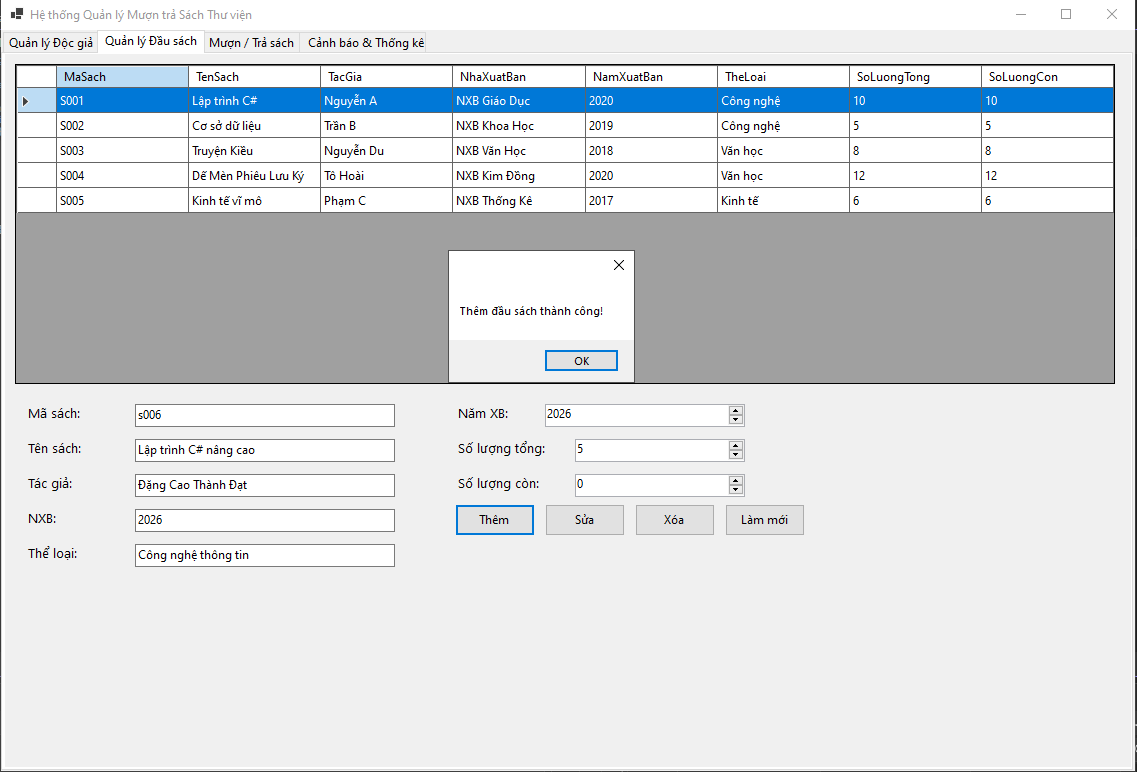 Hệ thống Quản lý Mượn trả Sách Thư viện
Quản lý Độc giả Quản lý Đầu sách Mượn / Trả sách Cảnh báo & Thống kê
MaSach TenSach TacGia NhaXuatBan NamXuatBan TheLoai SoLuongTong SoLuongCon
S001 Lập trình C# Nguyễn A NXB Giáo Dục 2020 Công nghệ 10 10
S002 Cơ sở dữ liệu Trần B NXB Khoa Học 2019 Công nghệ 5 5
S003 Truyện Kiều Nguyễn Du NXB Văn Học 2018 Văn học 8 8
S004 Dế Mèn Phiêu Lưu Ký Tô Hoài NXB Kim Đồng 2020 Văn học 12 12
S005 Kinh tế vĩ mô Phạm C NXB Thống Kê 2017 Kinh tế 6 6
Thêm đầu sách thành công!
OK
Mã sách: s006 Năm XB: 2026
Tên sách: Lập trình C# nâng cao Số lượng tổng: 5
Tác giả: Đặng Cao Thành Đạt Số lượng còn: 0
NXB: 2026 Thêm Sửa Xóa Làm mới
Thể loại: Công nghệ thông tin